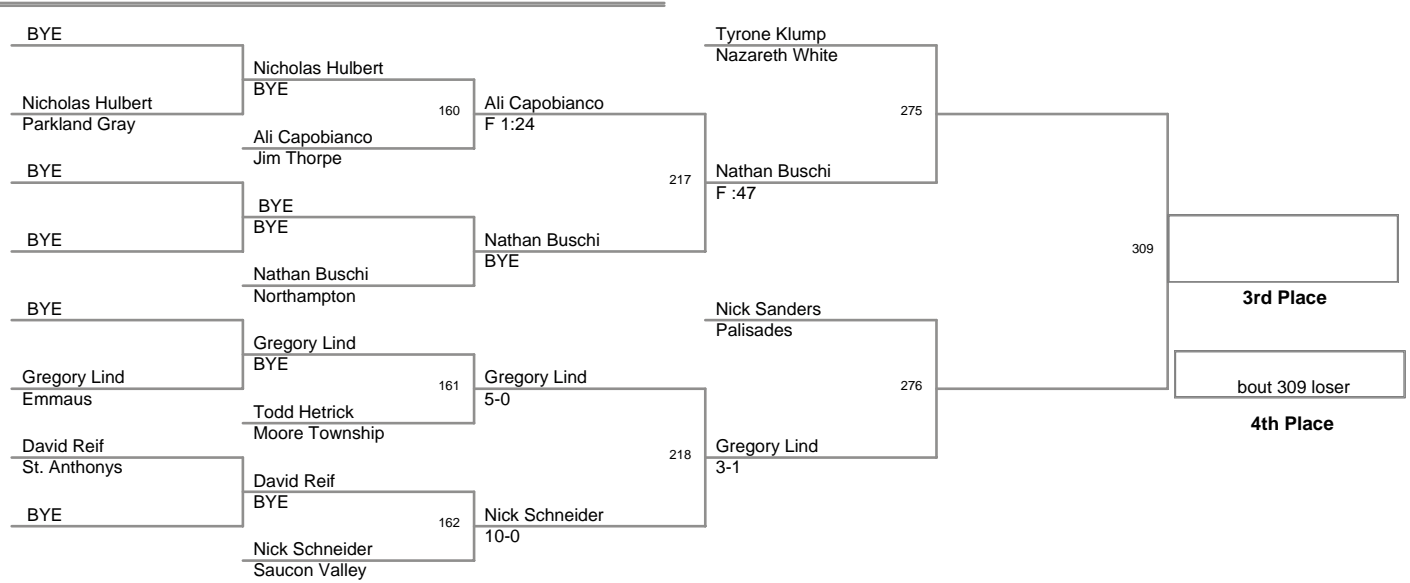 BYE
Nicholas Hulbert
Parkland Gray
BYE
BYE
BYE
Gregory Lind
Emmaus
David Reif
St. Anthonys
BYE
Nicholas Hulbert
BYE
160
Ali Capobianco
Jim Thorpe
BYE
BYE
Nathan Buschi
Northampton
Gregory Lind
BYE
161
Todd Hetrick
Moore Township
David Reif
BYE
162
Nick Schneider
Saucon Valley
Ali Capobianco
F 1:24
217
Nathan Buschi
BYE
Gregory Lind
5-0
218
Nick Schneider
10-0
Tyrone Klump
Nazareth White
275
Nathan Buschi
F :47
Nick Sanders
Palisades
276
Gregory Lind
3-1
309
3rd Place
bout 309 loser
4th Place